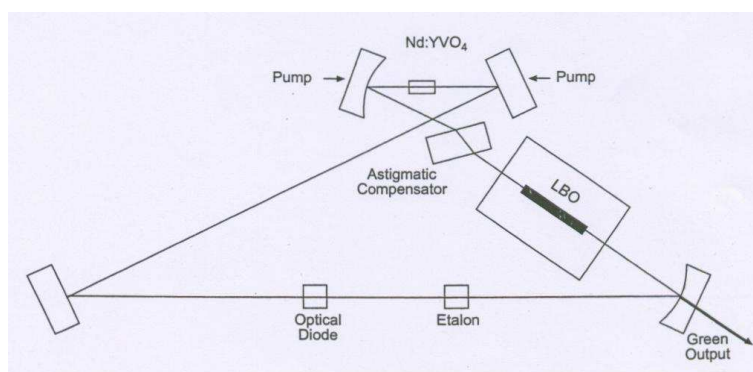 Nd:YVO₄
Pump
Pump
Astigmatic
Compensator
LBO
Optical
Diode
Etalon
Green
Output